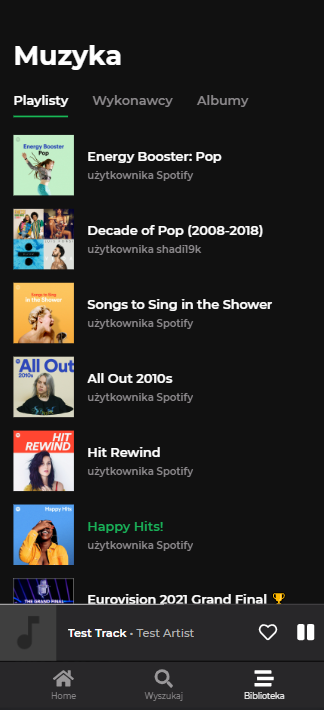 Muzyka
Playlisty Wykonawcy Albumy
Energy Booster:
Pop
Energy Booster: Pop
użytkownika Spotify
Decade of Pop (2008-2018)
użytkownika shadi19k
Songs to Sing
in the Shower
Songs to Sing in the Shower
użytkownika Spotify
All Out
2010s
All Out 2010s
użytkownika Spotify
HIT
REWIND
Hit Rewind
użytkownika Spotify
Happy Hits!
Happy Hits!
użytkownika Spotify
THE GRAND FINAL
Eurovision 2021 Grand Final 🏆
Test Track • Test Artist
Home Wyszukaj Biblioteka